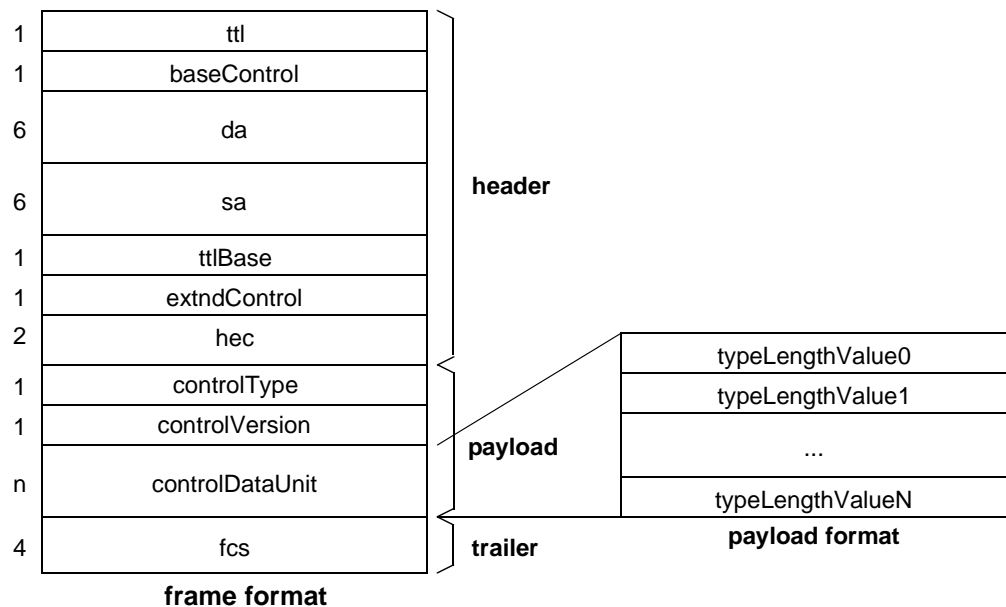 1 ttl
1 baseControl
6 da
6 sa
header
1 ttlBase
1 extndControl
2 hec
1 controlType
1 controlVersion
n controlDataUnit
payload
4 fcs
trailer
frame format
typeLengthValue0
typeLengthValue1
...
typeLengthValueN
payload format